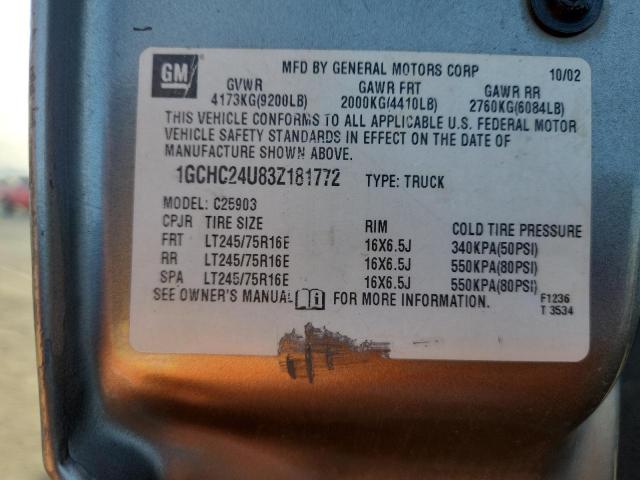 GM
MFD BY GENERAL MOTORS CORP 10/02
GVWR GAWR FRT GAWR RR
4173KG(9200LB) 2000KG(4410LB) 2760KG(6084LB)
THIS VEHICLE CONFORMS TO ALL APPLICABLE U.S. FEDERAL MOTOR
VEHICLE SAFETY STANDARDS IN EFFECT ON THE DATE OF
MANUFACTURE SHOWN ABOVE.
1GCHC24U83Z181772 TYPE: TRUCK
MODEL: C25903
CPJR TIRE SIZE RIM COLD TIRE PRESSURE
FRT LT245/75R16E 16X6.5J 340KPA(50PSI)
RR LT245/75R16E 16X6.5J 550KPA(80PSI)
SPA LT245/75R16E 16X6.5J 550KPA(80PSI)
SEE OWNER'S MANUAL FOR MORE INFORMATION.
F1236
T 3534